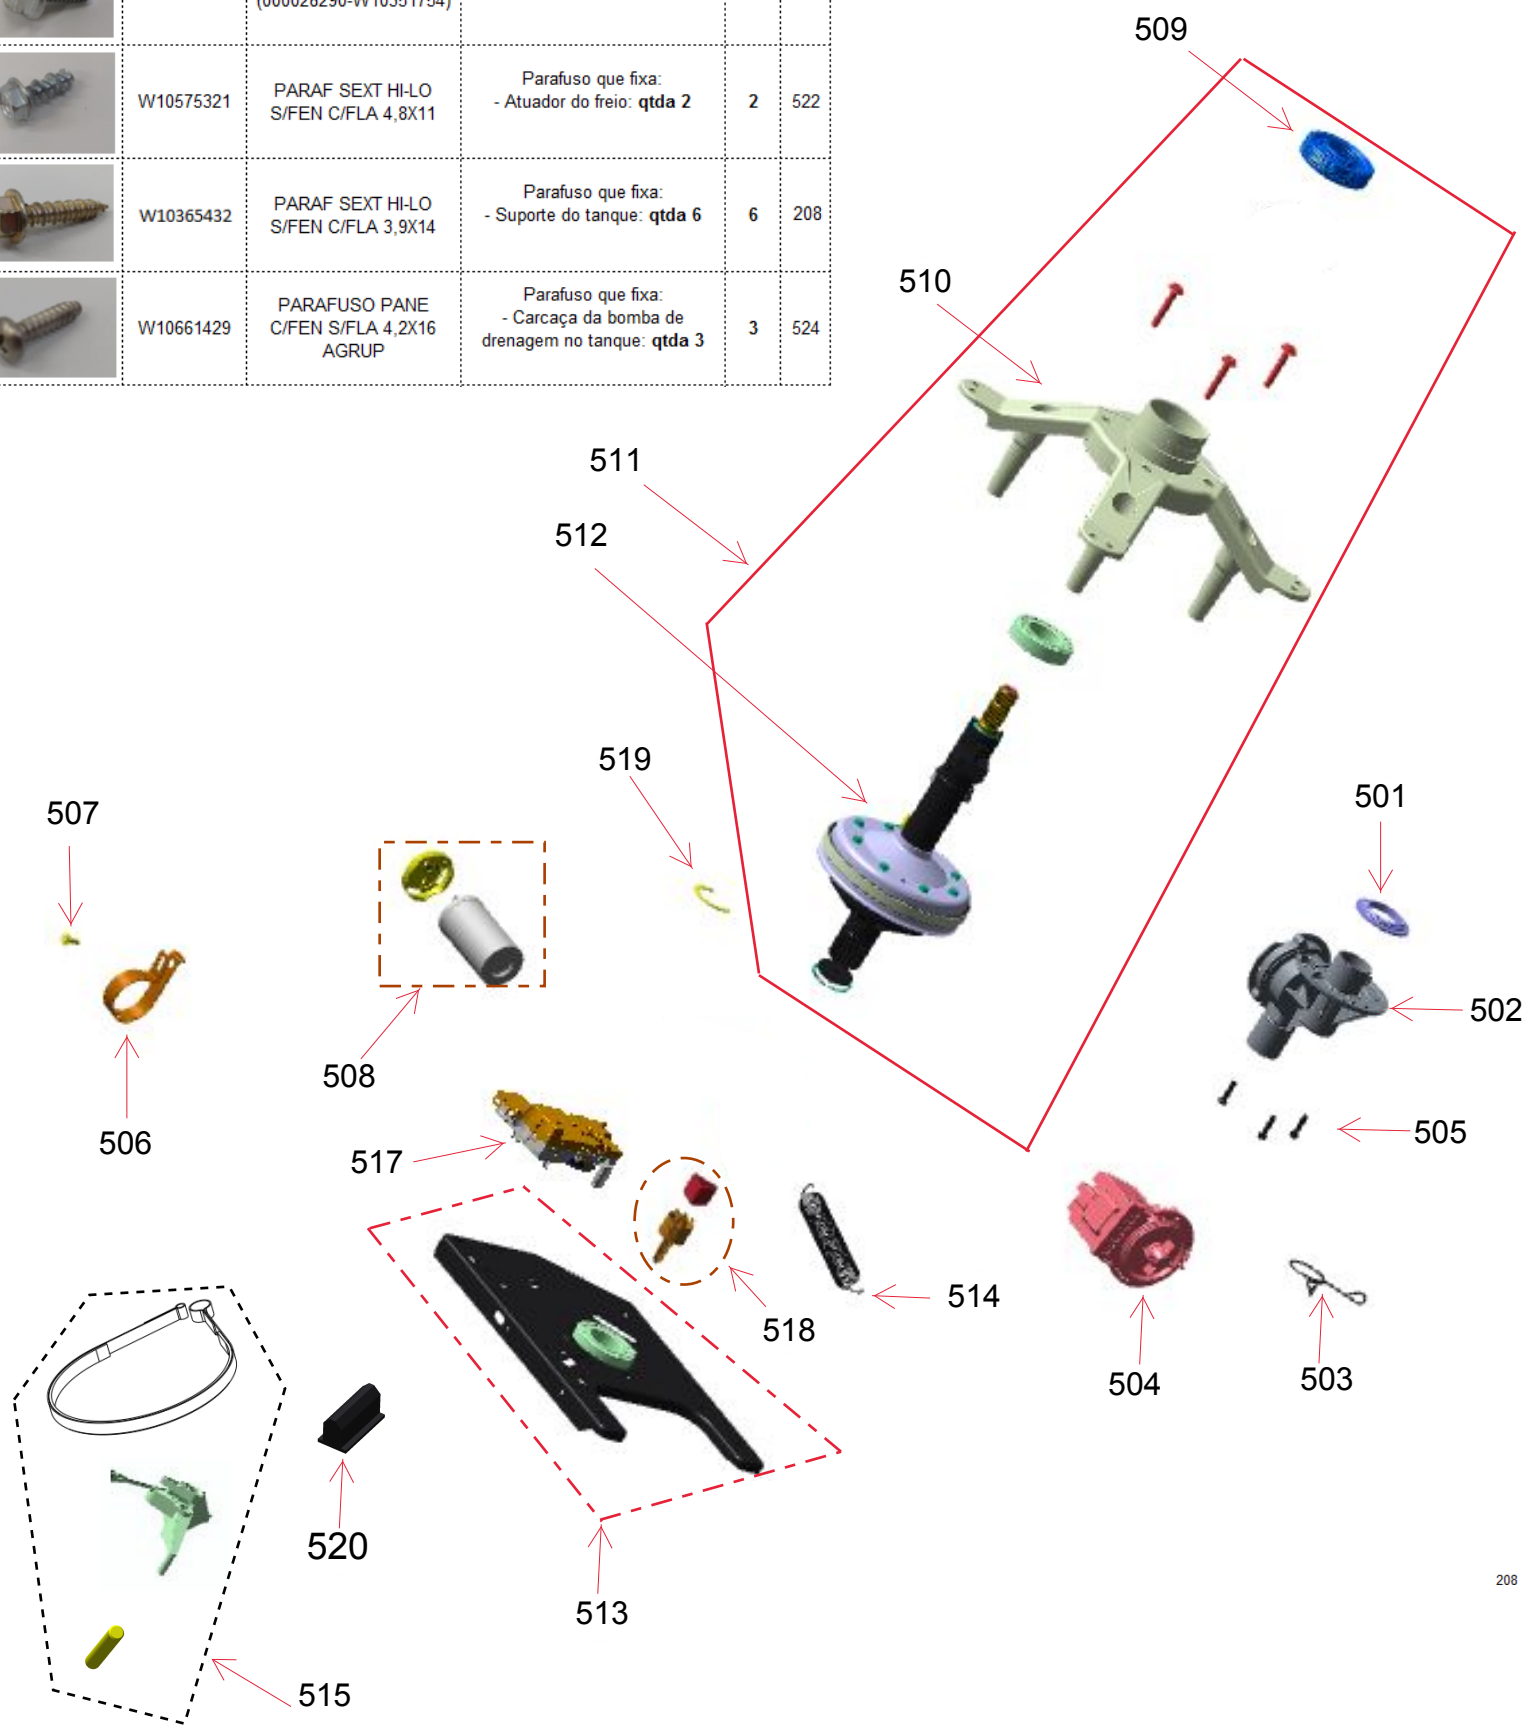 (000028290-W10351754)
W10575321
PARAF SEXT HI-LO
S/FEN C/FLA 4,8X11
Parafuso que fixa:
- Atuador do freio: qtda 2
2
522
W10365432
PARAF SEXT HI-LO
S/FEN C/FLA 3,9X14
Parafuso que fixa:
- Suporte do tanque: qtda 6
6
208
W10661429
PARAFUSO PANE
C/FEN S/FLA 4,2X16
AGRUP
Parafuso que fixa:
- Carcaça da bomba de
drenagem no tanque: qtda 3
3
524
509
510
511
512
519
501
507
502
508
505
506
517
514
518
504
503
520
513
208
515